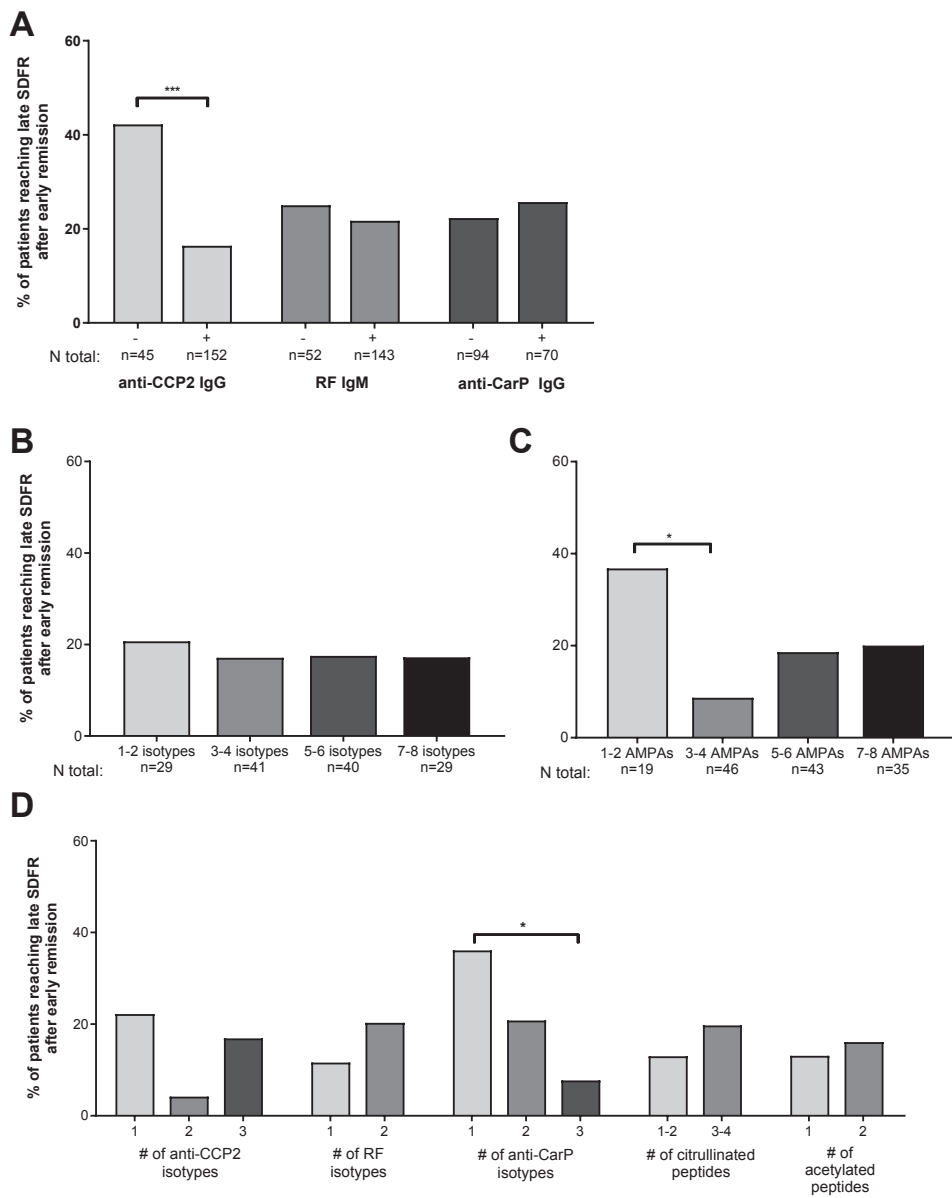 A
60
40
20
0
% of patients reaching late SDFR
after early remission
***
- + - + - +
N total: n=45 n=152 n=52 n=143 n=94 n=70
anti-CCP2 IgG RF IgM anti-CarP IgG
B
60
40
20
0
% of patients reaching late SDFR
after early remission
1-2 isotypes 3-4 isotypes 5-6 isotypes 7-8 isotypes
N total: n=29 n=41 n=40 n=29
C
60
40
20
0
*
1-2 AMPAs 3-4 AMPAs 5-6 AMPAs 7-8 AMPAs
N total: n=19 n=46 n=43 n=35
D
60
40
20
0
% of patients reaching late SDFR
after early remission
*
1 2 3 1 2 1 2 3 1-2 3-4 1 2
# of anti-CCP2
isotypes
# of RF
isotypes
# of anti-CarP
isotypes
# of citrullinated
peptides
# of
acetylated
peptides